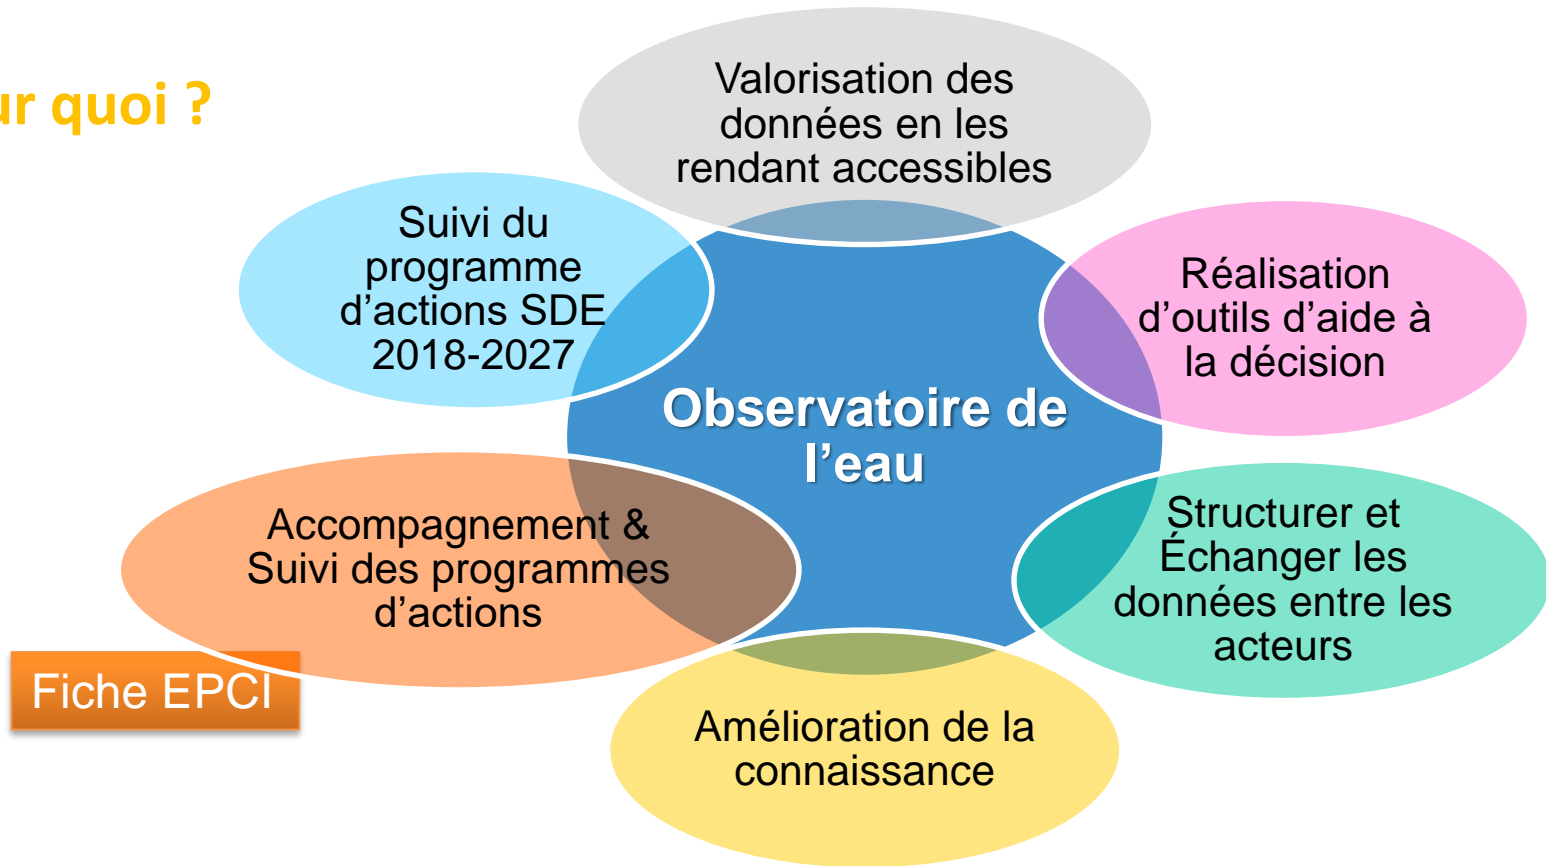 ur quoi ?
Valorisation des
données en les
rendant accessibles
Suivi du
programme
d’actions SDE
2018-2027
Réalisation
d’outils d’aide à
la décision
Observatoire de
l’eau
Accompagnement &
Suivi des programmes
d’actions
Structurer et
Échanger les
données entre les
acteurs
Fiche EPCI
Amélioration de la
connaissance